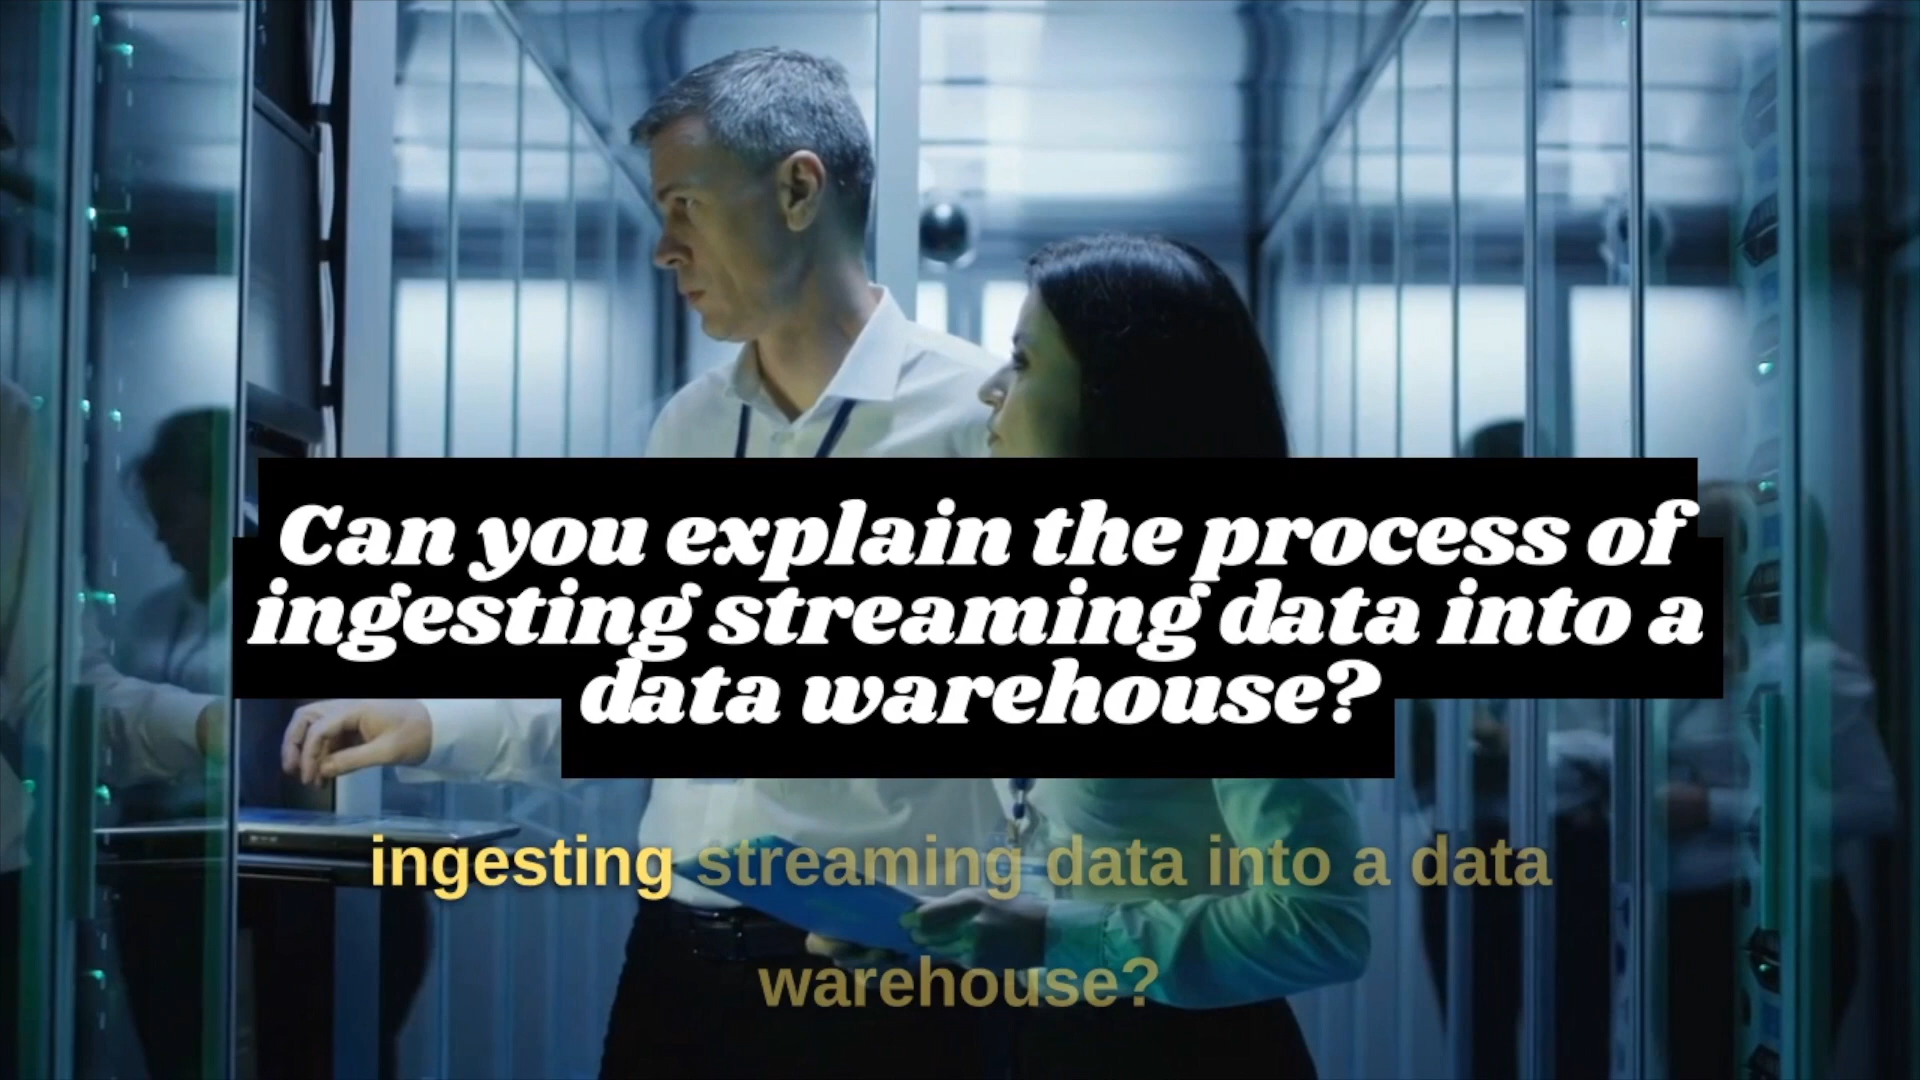 Can you explain the process of
ingesting streaming data into a
data warehouse?
ingesting streaming data into a data
warehouse?